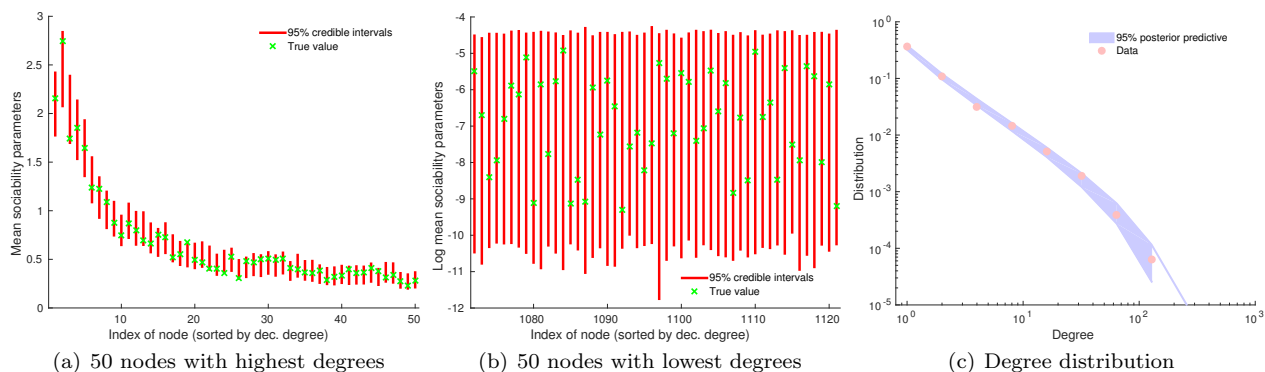 Mean sociability parameters
3
2.5
2
1.5
1
0.5
0
10 20 30 40 50
95% credible intervals
True value
Index of node (sorted by dec. degree)
(a) 50 nodes with highest degrees
Log mean sociability parameters
-4
-5
-6
-7
-8
-9
-10
-11
-12
1080 1090 1100 1110 1120
95% credible intervals
True value
Index of node (sorted by dec. degree)
(b) 50 nodes with lowest degrees
Distribution
10^0
10^-1
10^-2
10^-3
10^-4
10^-5
10^0 10^1 10^2 10^3
95% posterior predictive
Data
Degree
(c) Degree distribution